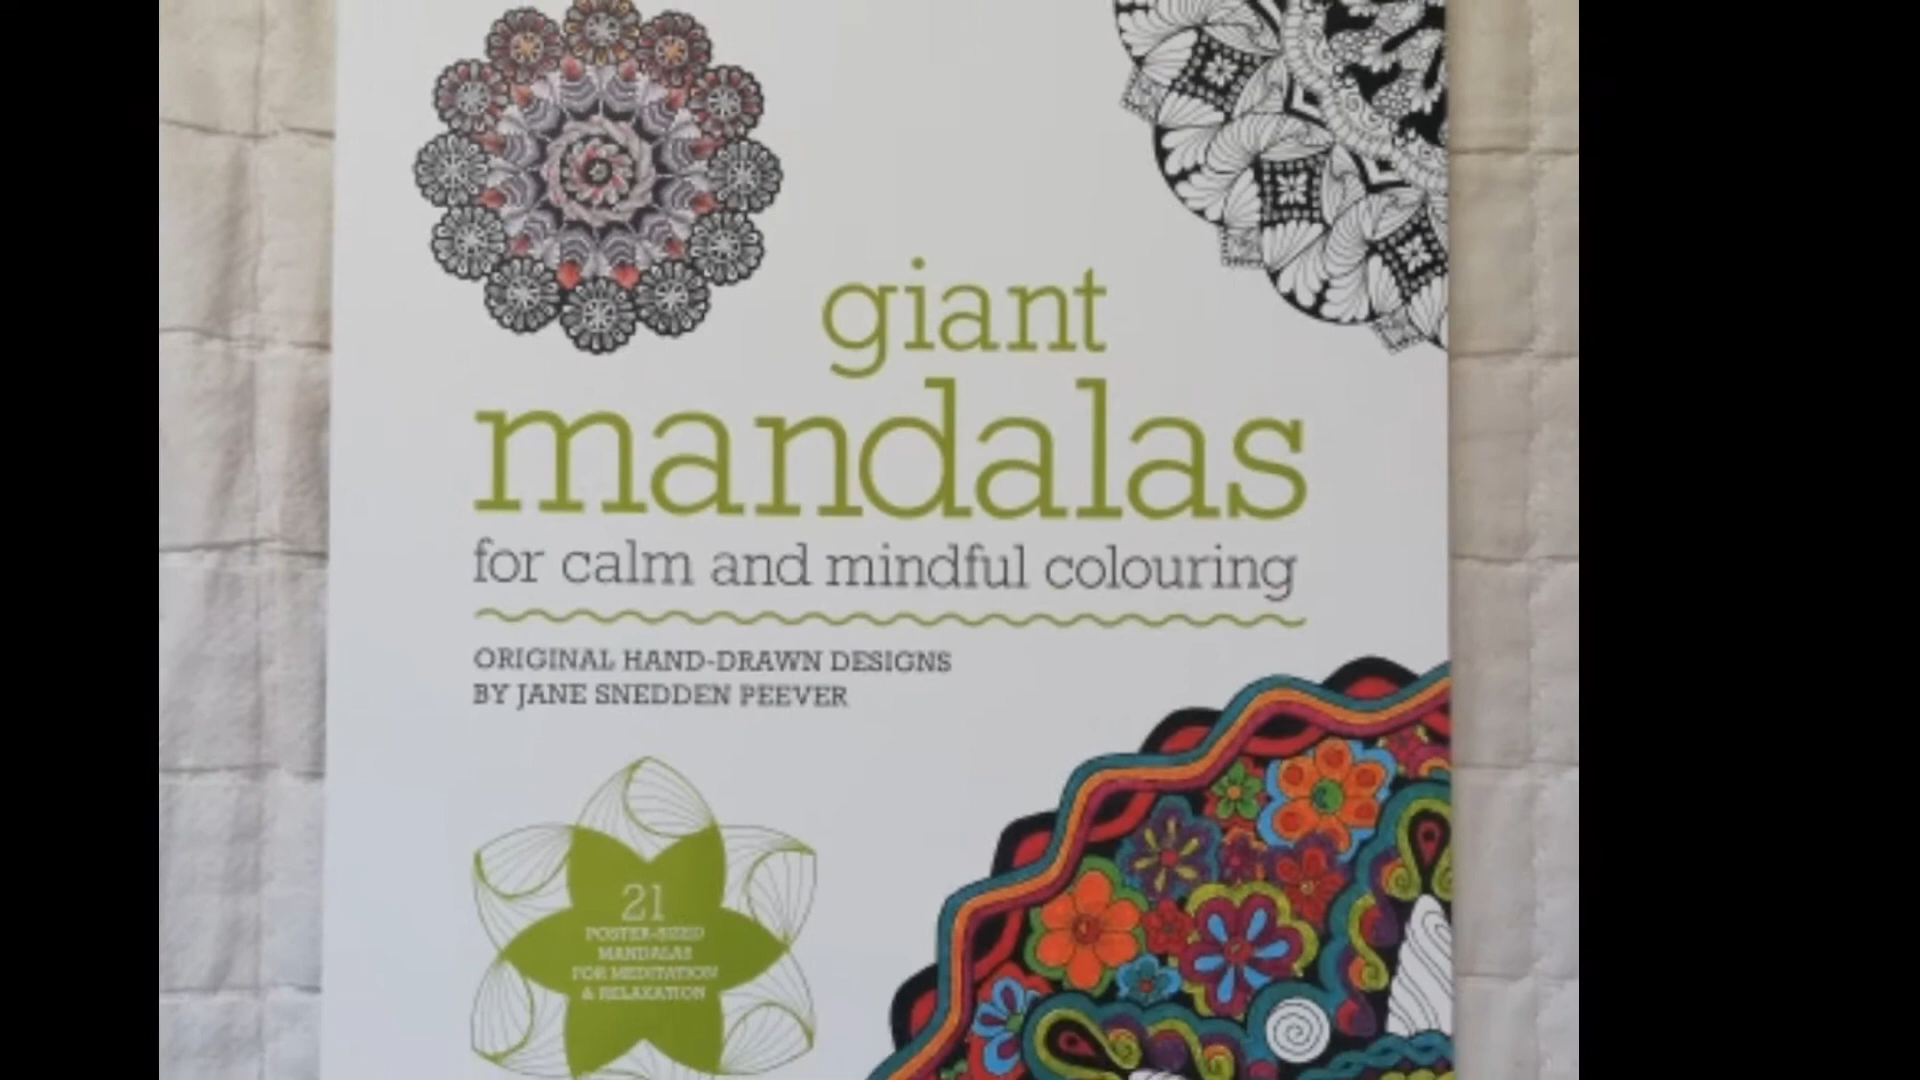 giant
mandalas
for calm and mindful colouring
ORIGINAL HAND-DRAWN DESIGNS
BY JANE SNEDDEN PEEVER
21
POSTER-SIZED
MANDALAS
FOR MEDITATION
& RELAXATION